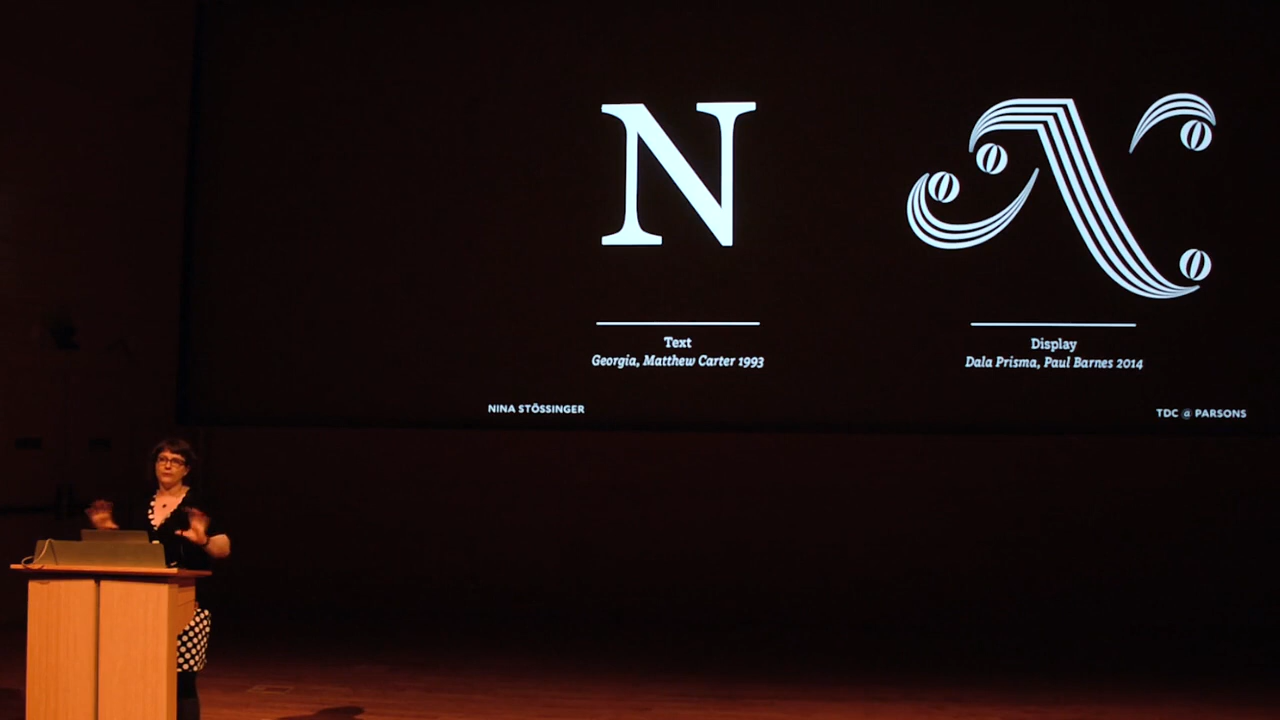 N
N
Text
Georgia, Matthew Carter 1993
Display
Dala Prisma, Paul Barnes 2014
NINA STÖSSINGER
TDC @ PARSONS